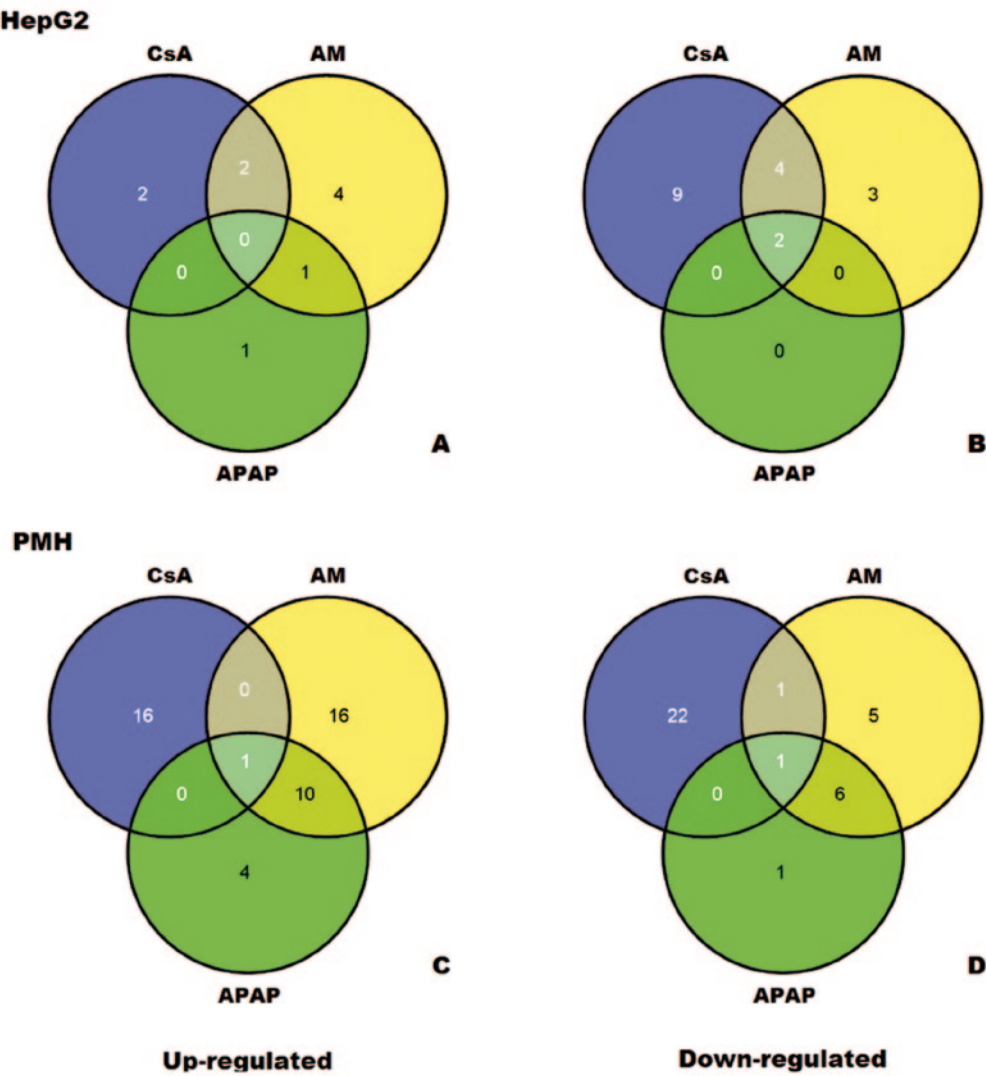 HepG2
CsA AM CsA AM
2 2 4 9 4 3
0 2
0 1 0 0
1 0
A B
APAP APAP
PMH
CsA AM CsA AM
16 0 16 22 1 5
1 1
0 10 0 6
4 1
C D
APAP APAP
Up-regulated Down-regulated